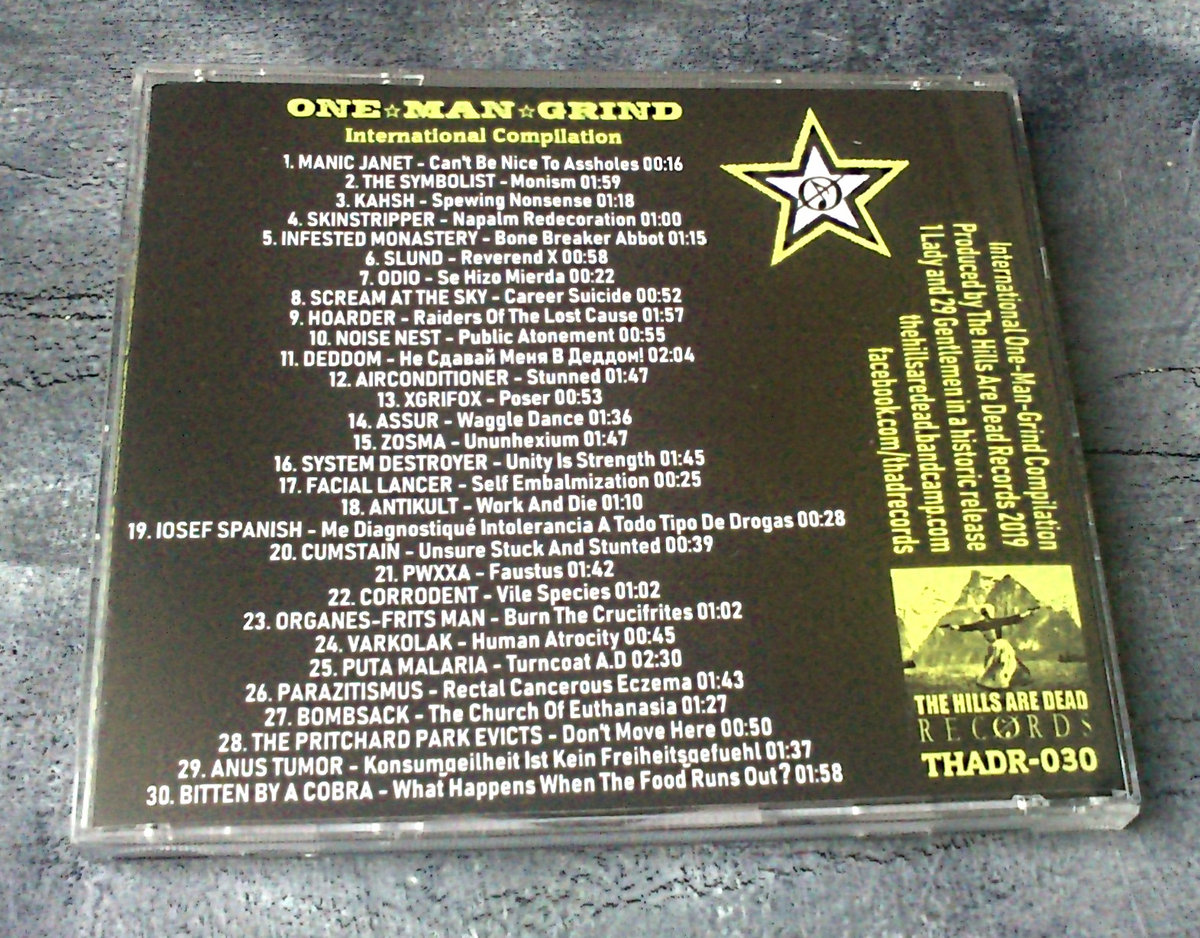 ONE☆MAN☆GRIND
International Compilation
1. MANIC JANET - Can't Be Nice To Assholes 00:16
2. THE SYMBOLIST - Monism 01:59
3. KAHSH - Spewing Nonsense 01:18
4. SKINSTRIPPER - Napalm Redecoration 01:00
5. INFESTED MONASTERY - Bone Breaker Abbot 01:15
6. SLUND - Reverend X 00:58
7. ODIO - Se Hizo Mierda 00:22
8. SCREAM AT THE SKY - Career Suicide 00:52
9. HOARDER - Raiders Of The Lost Cause 01:57
10. NOISE NEST - Public Atonement 00:55
11. DEDDOM - Не Сдавай Меня В Деддом! 02:04
12. AIRCONDITIONER - Stunned 01:47
13. XGRIFOX - Poser 00:53
14. ASSUR - Waggle Dance 01:36
15. ZOSMA - Ununhexium 01:47
16. SYSTEM DESTROYER - Unity Is Strength 01:45
17. FACIAL LANCER - Self Embalmization 00:25
18. ANTIKULT - Work And Die 01:10
19. IOSEF SPANISH - Me Diagnostiqué Intolerancia A Todo Tipo De Drogas 00:28
20. CUMSTAIN - Unsure Stuck And Stunted 00:39
21. PWXXA - Faustus 01:42
22. CORRODENT - Vile Species 01:02
23. ORGANES-FRITS MAN - Burn The Crucifrites 01:02
24. VARKOLAK - Human Atrocity 00:45
25. PUTA MALARIA - Turncoat A.D 02:30
26. PARAZITISMUS - Rectal Cancerous Eczema 01:43
27. BOMBSACK - The Church Of Euthanasia 01:27
28. THE PRITCHARD PARK EVICTS - Don't Move Here 00:50
29. ANUS TUMOR - Konsumgeilheit Ist Kein Freiheitsgefuehl 01:37
30. BITTEN BY A COBRA - What Happens When The Food Runs Out? 01:58
International One-Man-Grind Compilation
Produced by The Hills Are Dead Records 2019
1 Lady and 29 Gentlemen in a historic release
thehillsaredead.bandcamp.com
facebook.com/thadrecords
THE HILLS ARE DEAD
RECORDS
THADR-030